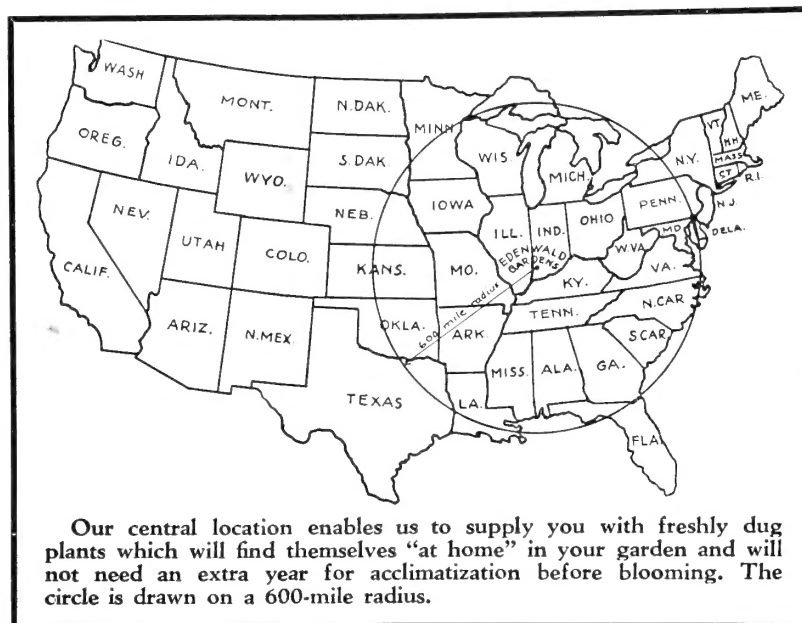 WASH
MONT.
N.DAK.
MINN
ME.
OREG.
IDA.
S.DAK.
WIS.
MICH.
N.Y.
VT.
N.H.
MASS
CT
R.I.
WYO.
NEV.
NEB.
IOWA
ILL.
IND.
OHIO
PENN.
N.J.
MD.
DELA.
UTAH
COLO.
KANS.
MO.
EDENWALD
GARDENS
W.VA
VA.
KY.
CALIF.
600 mile radius
ARIZ.
N.MEX.
OKLA.
ARK.
TENN.
N.CAR
S.CAR
TEXAS
LA.
MISS.
ALA.
GA.
FLA.
Our central location enables us to supply you with freshly dug
plants which will find themselves “at home” in your garden and will
not need an extra year for acclimatization before blooming. The
circle is drawn on a 600-mile radius.